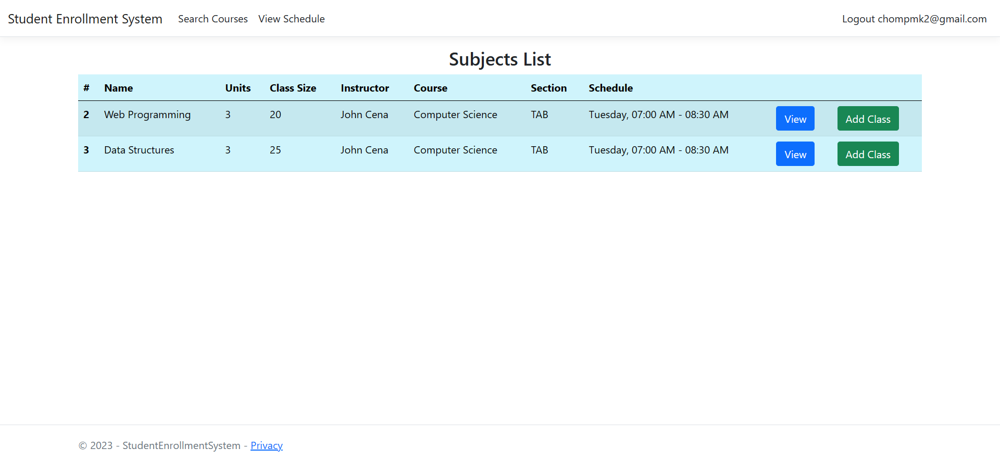 Student Enrollment System Search Courses View Schedule Logout chompmk2@gmail.com
Subjects List
# Name Units Class Size Instructor Course Section Schedule
2 Web Programming 3 20 John Cena Computer Science TAB Tuesday, 07:00 AM - 08:30 AM View Add Class
3 Data Structures 3 25 John Cena Computer Science TAB Tuesday, 07:00 AM - 08:30 AM View Add Class
© 2023 - StudentEnrollmentSystem - Privacy